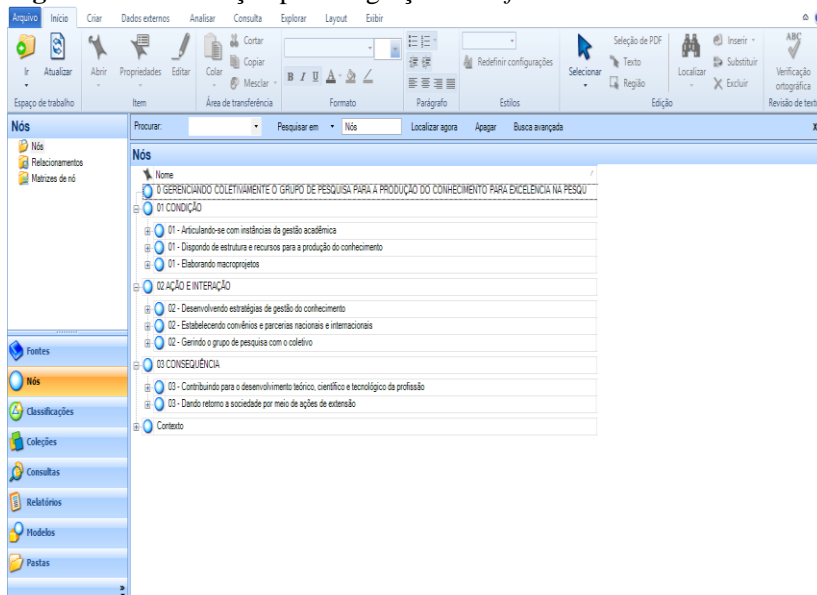 Arquivo Início Criar Dados externos Analisar Consulta Explorar Layout Exibir
Ir Atualizar Abrir Propriedades Editar Colar Cortar Copiar Mesclar
B I U A
Redefinir configurações
Selecionar Seleção de PDF Texto Região Localizar Inserir Substituir Excluir
ABC Verificação ortográfica
Espaço de trabalho Item Área de transferência Formato Parágrafo Estilos Edição Revisão de text
Nós
Nós
Relacionamentos
Matrizes de nó
Fontes
Nós
Classificações
Coleções
Consultas
Relatórios
Modelos
Pastas
Procurar: Pesquisar em Nós Localizar agora Apagar Busca avançada X
Nós
Nome
0 GERENCIANDO COLETIVAMENTE O GRUPO DE PESQUISA PARA A PRODUÇÃO DO CONHECIMENTO PARA EXCELENCIA NA PESQU
01 CONDIÇÃO
01 - Articulando-se com instâncias da gestão acadêmica
01 - Dispondo de estrutura e recursos para a produção do conhecimento
01 - Elaborando macroprojetos
02 AÇÃO E INTERAÇÃO
02 - Desenvolvendo estratégias de gestão do conhecimento
02 - Estabelecendo convênios e parcerias nacionais e internacionais
02 - Gerindo o grupo de pesquisa com o coletivo
03 CONSEQUÊNCIA
03 - Contribuindo para o desenvolvimento teórico, científico e tecnológico da profissão
03 - Dando retorno a sociedade por meio de ações de extensão
Contexto